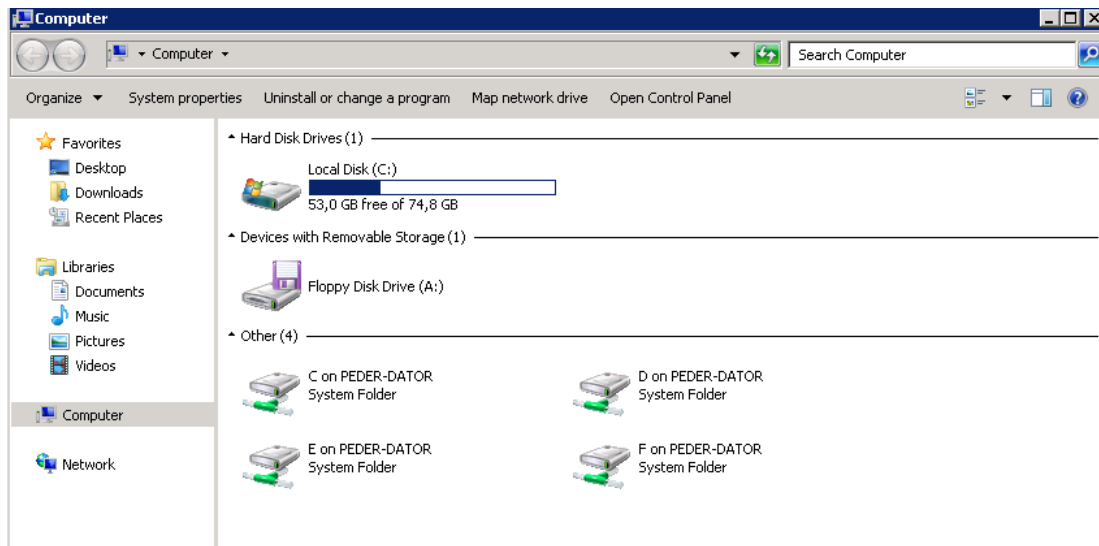 Computer
Computer
Search Computer
Organize
System properties
Uninstall or change a program
Map network drive
Open Control Panel
Favorites
Desktop
Downloads
Recent Places
Libraries
Documents
Music
Pictures
Videos
Computer
Network
Hard Disk Drives (1)
Local Disk (C:)
53,0 GB free of 74,8 GB
Devices with Removable Storage (1)
Floppy Disk Drive (A:)
Other (4)
C on PEDER-DATOR
System Folder
D on PEDER-DATOR
System Folder
E on PEDER-DATOR
System Folder
F on PEDER-DATOR
System Folder